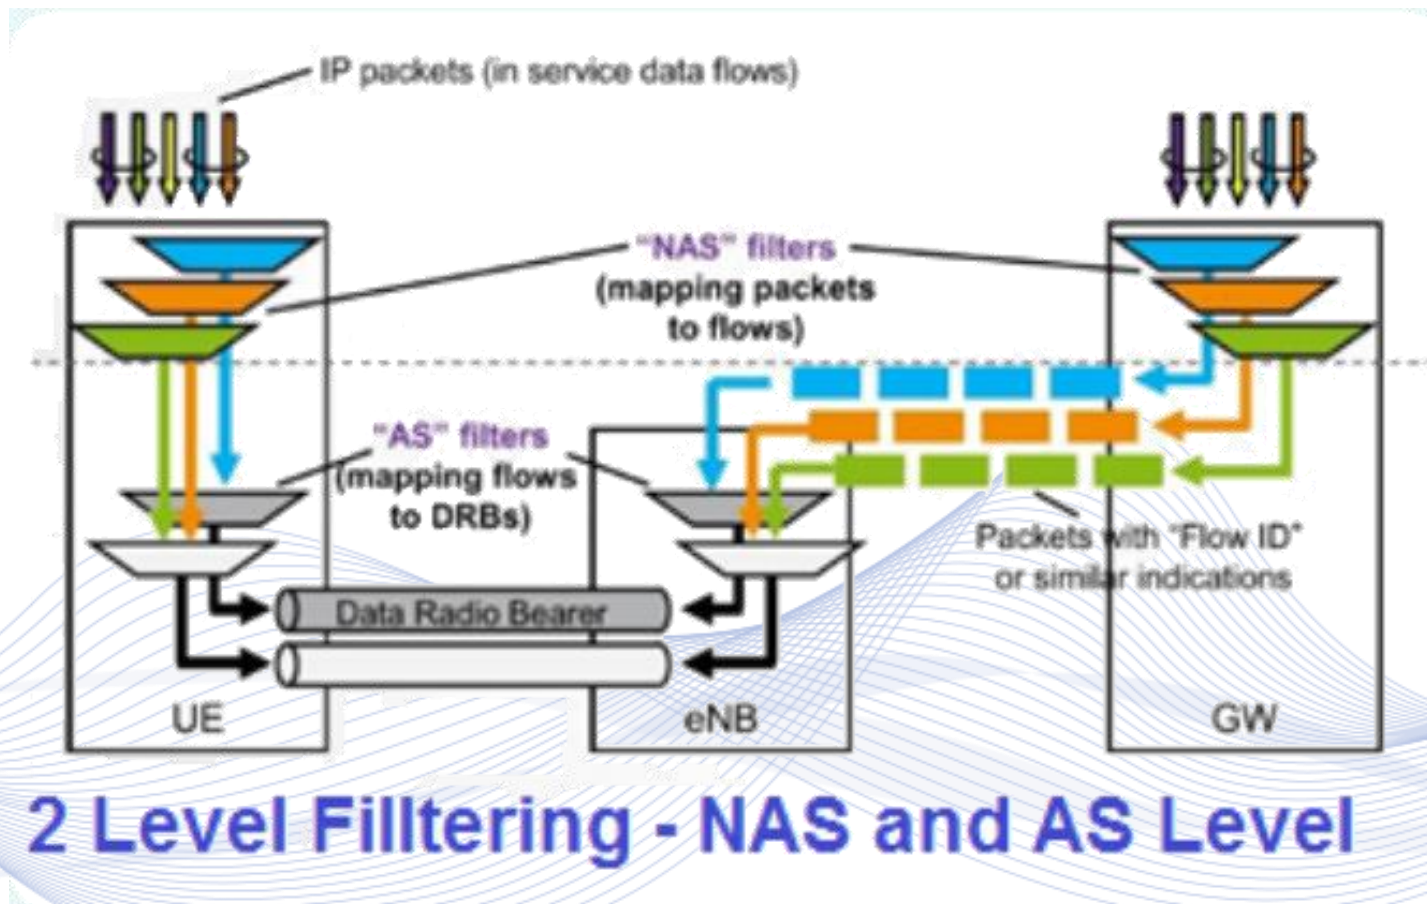 IP packets (in service data flows)
"NAS" filters
(mapping packets
to flows)
"AS" filters
(mapping flows
to DRBs)
Packets with "Flow ID"
or similar indications
Data Radio Bearer
UE
eNB
GW
2 Level Filltering - NAS and AS Level